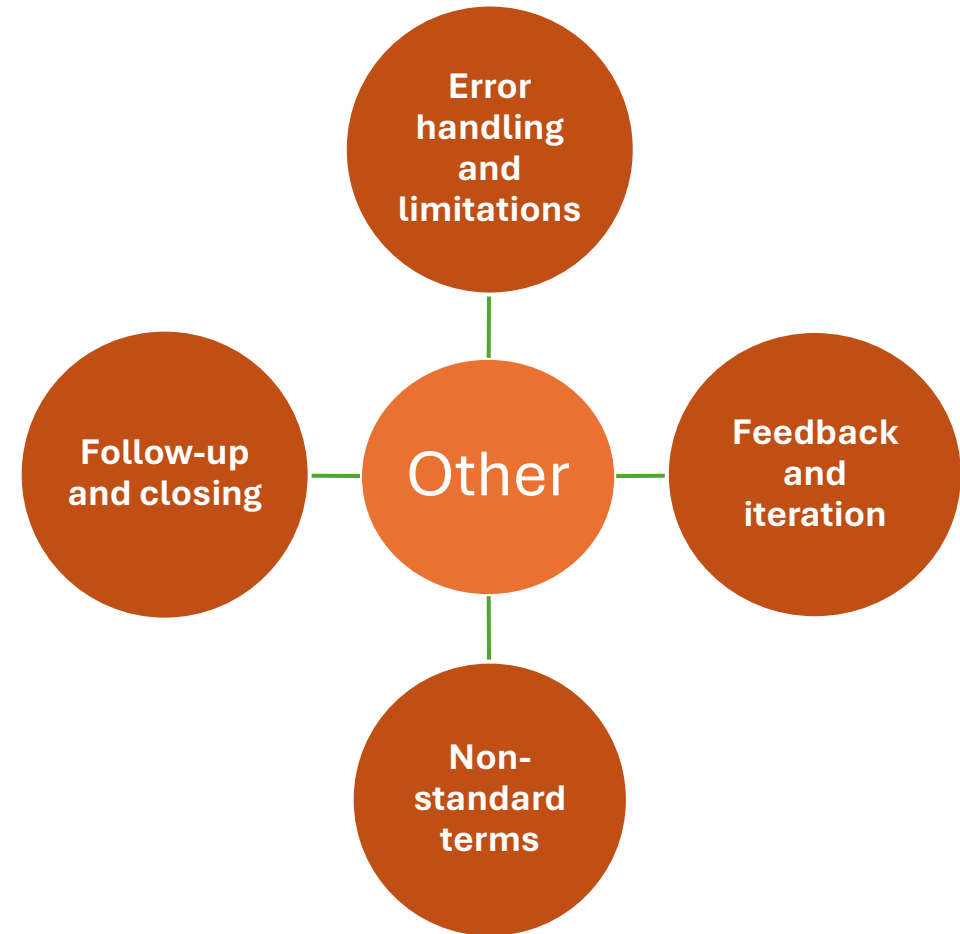 Error
handling
and
limitations
Follow-up
and closing
Other
Feedback
and
iteration
Non-
standard
terms